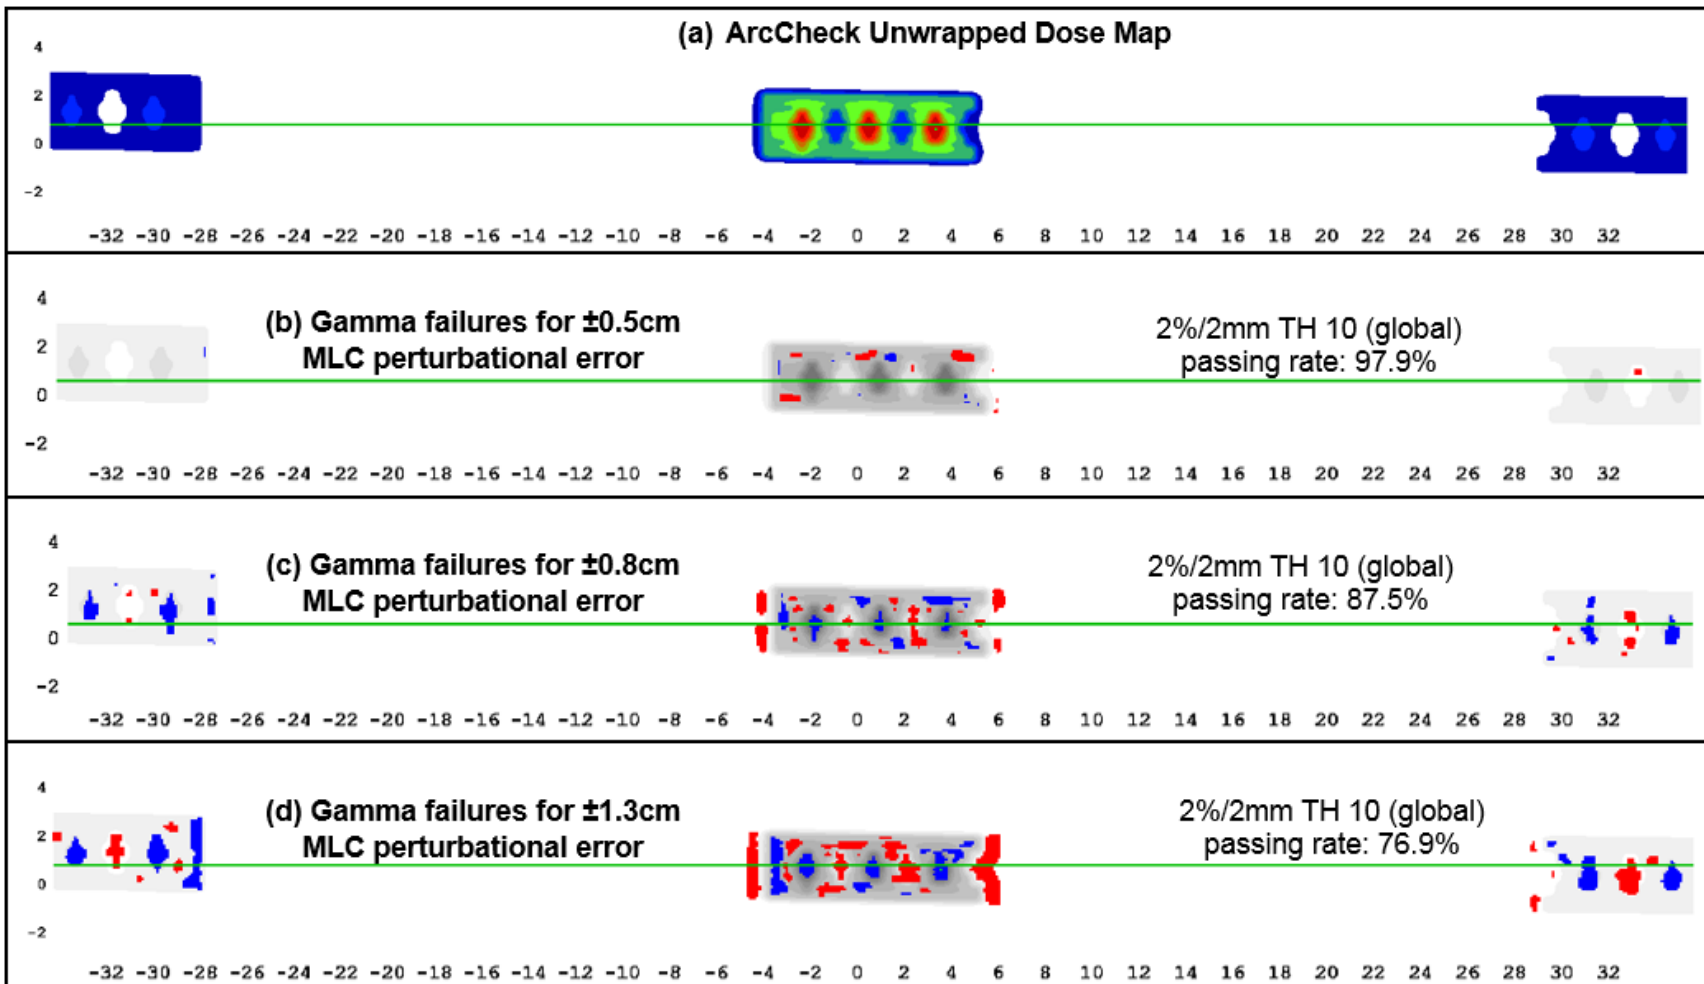 (a) ArcCheck Unwrapped Dose Map
4
2
0
-2
-32 -30 -28 -26 -24 -22 -20 -18 -16 -14 -12 -10 -8 -6 -4 -2 0 2 4 6 8 10 12 14 16 18 20 22 24 26 28 30 32
(b) Gamma failures for ±0.5cm
MLC perturbational error
2%/2mm TH 10 (global)
passing rate: 97.9%
4
2
0
-2
-32 -30 -28 -26 -24 -22 -20 -18 -16 -14 -12 -10 -8 -6 -4 -2 0 2 4 6 8 10 12 14 16 18 20 22 24 26 28 30 32
(c) Gamma failures for ±0.8cm
MLC perturbational error
2%/2mm TH 10 (global)
passing rate: 87.5%
4
2
0
-2
-32 -30 -28 -26 -24 -22 -20 -18 -16 -14 -12 -10 -8 -6 -4 -2 0 2 4 6 8 10 12 14 16 18 20 22 24 26 28 30 32
(d) Gamma failures for ±1.3cm
MLC perturbational error
2%/2mm TH 10 (global)
passing rate: 76.9%
4
2
0
-2
-32 -30 -28 -26 -24 -22 -20 -18 -16 -14 -12 -10 -8 -6 -4 -2 0 2 4 6 8 10 12 14 16 18 20 22 24 26 28 30 32